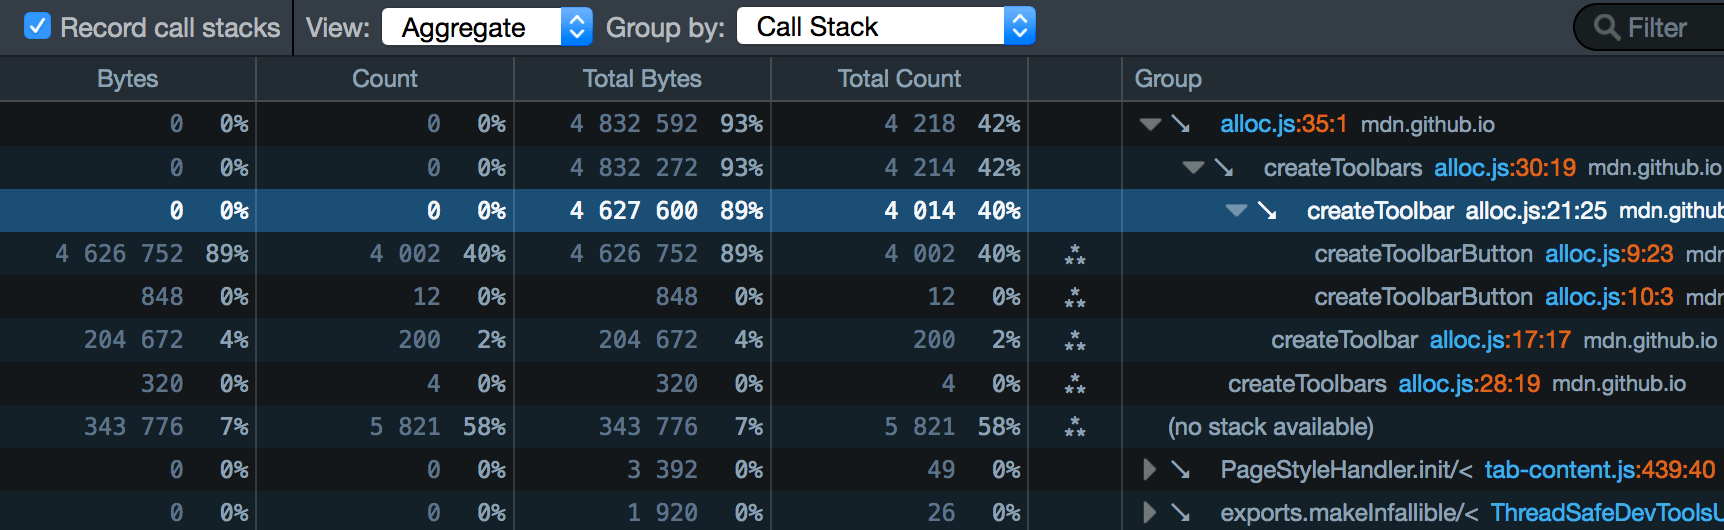 Record call stacks View: Aggregate Group by: Call Stack Filter
Bytes Count Total Bytes Total Count Group
0 0% 0 0% 4 832 592 93% 4 218 42% alloc.js:35:1 mdn.github.io
0 0% 0 0% 4 832 272 93% 4 214 42% createToolbars alloc.js:30:19 mdn.github.io
0 0% 0 0% 4 627 600 89% 4 014 40% createToolbar alloc.js:21:25 mdn.github
4 626 752 89% 4 002 40% 4 626 752 89% 4 002 40% *** createToolbarButton alloc.js:9:23 mdn
848 0% 12 0% 848 0% 12 0% *** createToolbarButton alloc.js:10:3 mdn
204 672 4% 200 2% 204 672 4% 200 2% *** createToolbar alloc.js:17:17 mdn.github.io
320 0% 4 0% 320 0% 4 0% *** createToolbars alloc.js:28:19 mdn.github.io
343 776 7% 5 821 58% 343 776 7% 5 821 58% *** (no stack available)
0 0% 0 0% 3 392 0% 49 0% PageStyleHandler.init/< tab-content.js:439:40
0 0% 0 0% 1 920 0% 26 0% exports.makeInfallible/< ThreadSafeDevToolsU